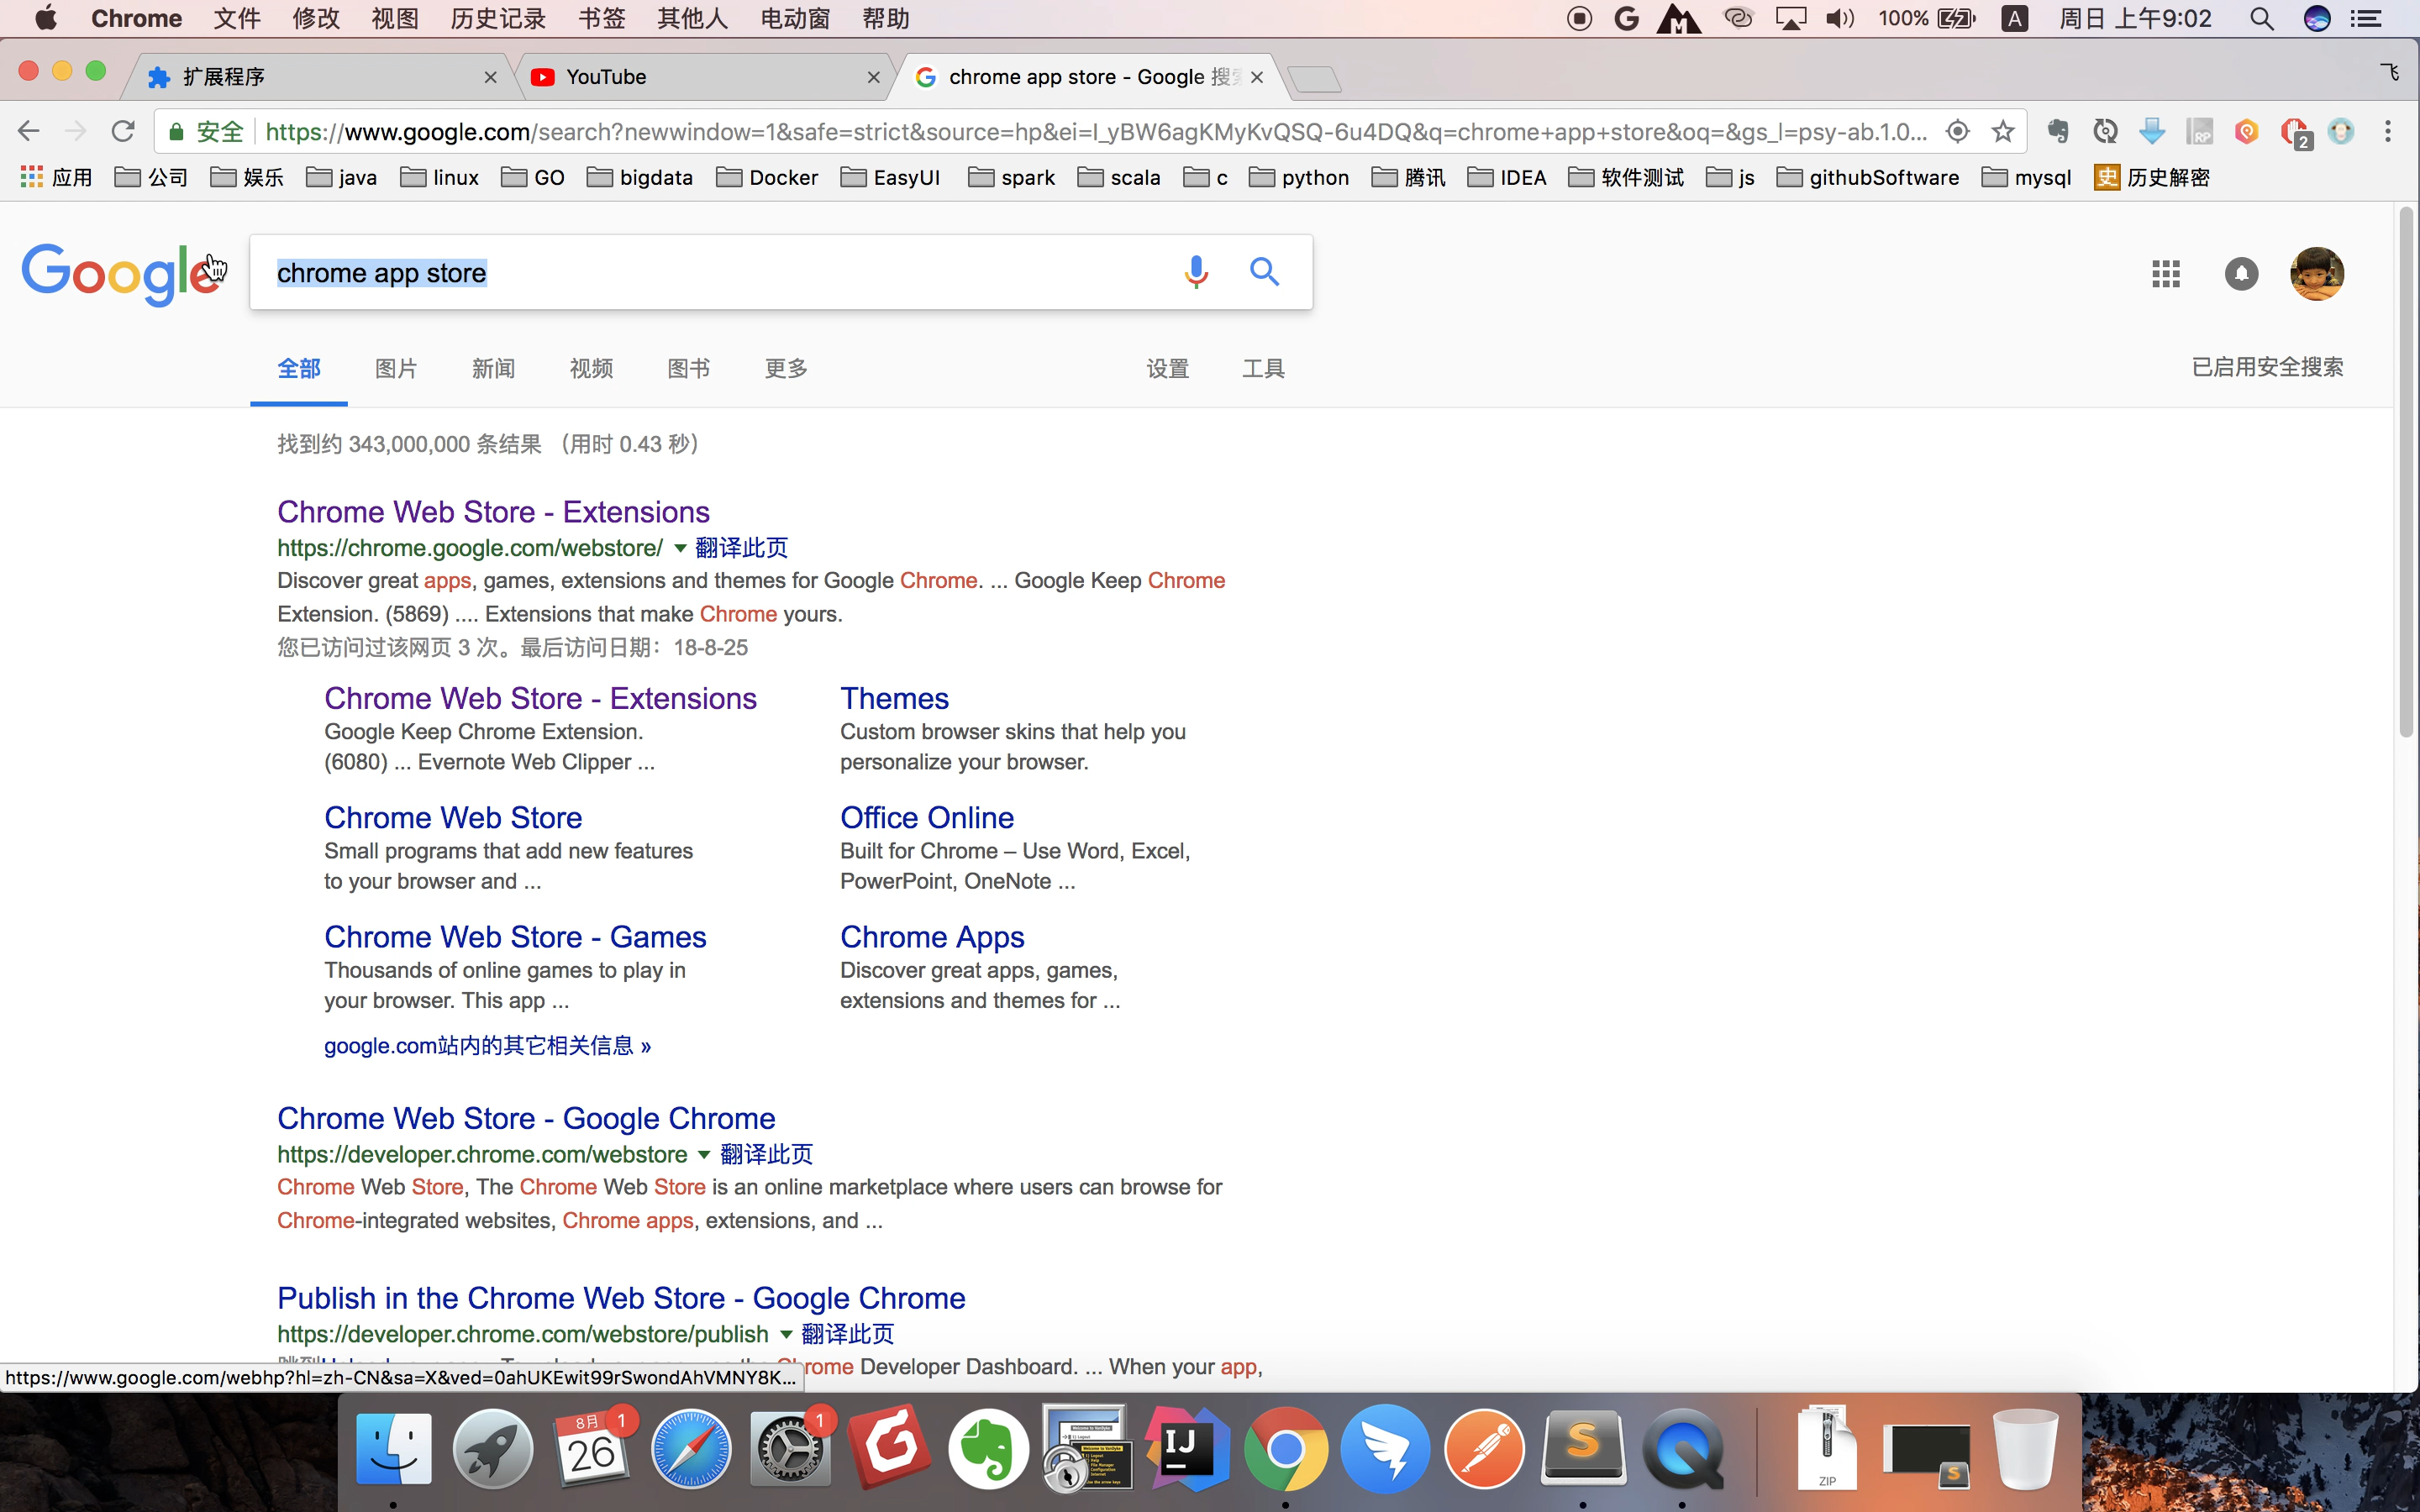 Chrome 文件 修改 视图 历史记录 书签 其他人 电动窗 帮助 100% A 周日 上午9:02
扩展程序 YouTube chrome app store - Google 搜索 飞
安全 https://www.google.com/search?newwindow=1&safe=strict&source=hp&ei=I_yBW6agKMyKvQSQ-6u4DQ&q=chrome+app+store&oq=&gs_l=psy-ab.1.0... RP 2
应用 公司 娱乐 java linux GO bigdata Docker EasyUI spark scala c python 腾讯 IDEA 软件测试 js githubSoftware mysql 史 历史解密
Google chrome app store
全部 图片 新闻 视频 图书 更多 设置 工具 已启用安全搜索
找到约 343,000,000 条结果 （用时 0.43 秒）
Chrome Web Store - Extensions
https://chrome.google.com/webstore/ 翻译此页
Discover great apps, games, extensions and themes for Google Chrome. ... Google Keep Chrome
Extension. (5869) .... Extensions that make Chrome yours.
您已访问过该网页 3 次。最后访问日期：18-8-25
Chrome Web Store - Extensions
Google Keep Chrome Extension.
(6080) ... Evernote Web Clipper ...
Themes
Custom browser skins that help you
personalize your browser.
Chrome Web Store
Small programs that add new features
to your browser and ...
Office Online
Built for Chrome – Use Word, Excel,
PowerPoint, OneNote ...
Chrome Web Store - Games
Thousands of online games to play in
your browser. This app ...
Chrome Apps
Discover great apps, games,
extensions and themes for ...
google.com站内的其它相关信息 »
Chrome Web Store - Google Chrome
https://developer.chrome.com/webstore 翻译此页
Chrome Web Store, The Chrome Web Store is an online marketplace where users can browse for
Chrome-integrated websites, Chrome apps, extensions, and ...
Publish in the Chrome Web Store - Google Chrome
https://developer.chrome.com/webstore/publish 翻译此页
Chrome Developer Dashboard. ... When your app,
https://www.google.com/webhp?hl=zh-CN&sa=X&ved=0ahUKEwit99rSwondAhVMNY8K...
8月 26 1 1 IJ ZIP